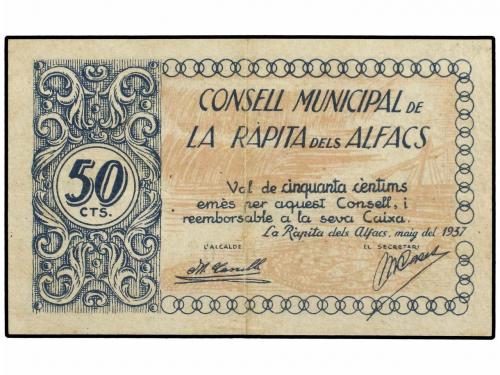 CONSELL MUNICIPAL DE
LA RÀPITA DELS ALFACS
50
CTS.
Val de cinquanta cèntims
emès per aquest Consell, i
reemborsable a la seva Caixa.
La Ràpita dels Alfacs, maig del 1937
L'ALCALDE EL SECRETARI